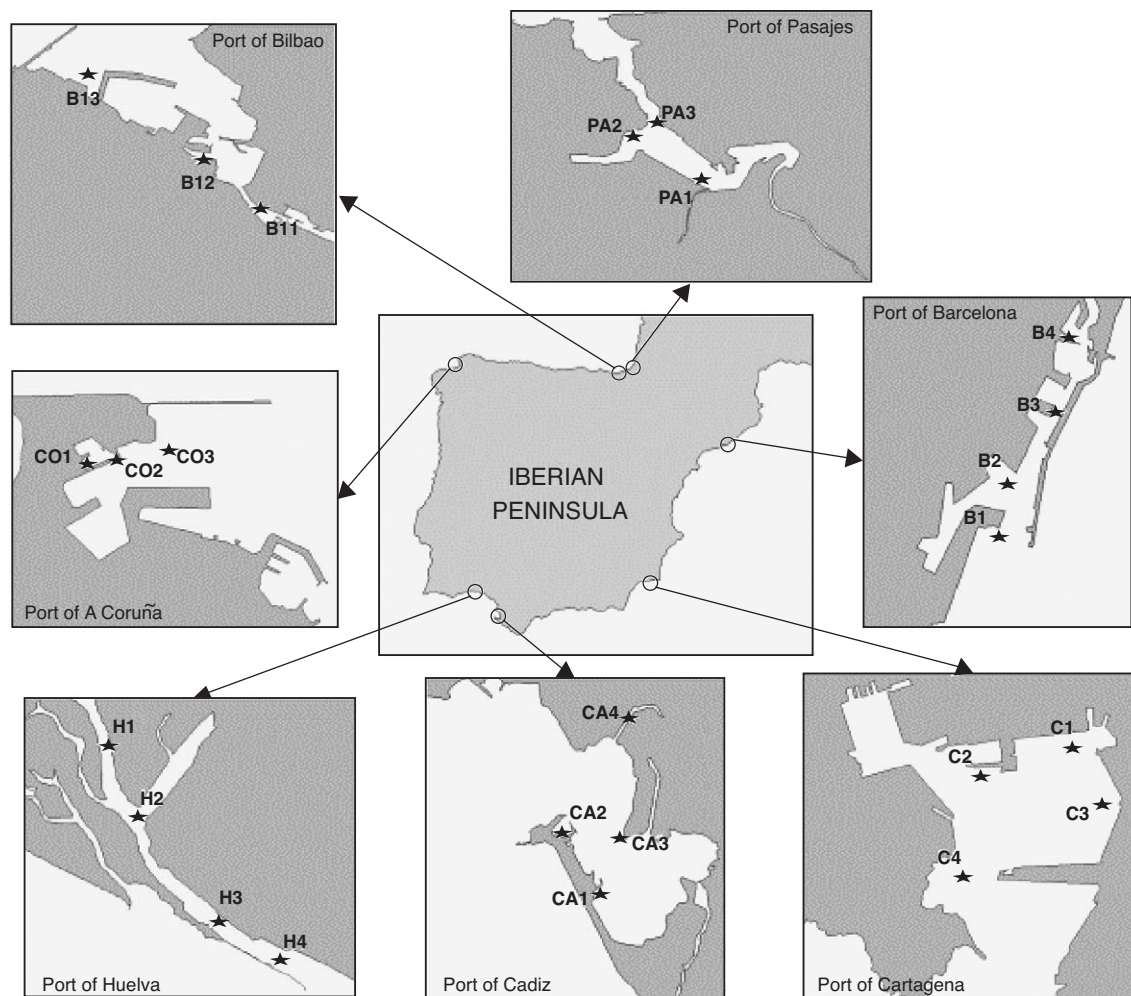 Port of Bilbao
B13
B12
B11
Port of Pasajes
PA3
PA2
PA1
Port of Barcelona
B4
B3
B2
B1
CO1
CO2
CO3
Port of A Coruña
IBERIAN
PENINSULA
H1
H2
H3
H4
Port of Huelva
CA4
CA2
CA3
CA1
Port of Cadiz
C1
C2
C3
C4
Port of Cartagena